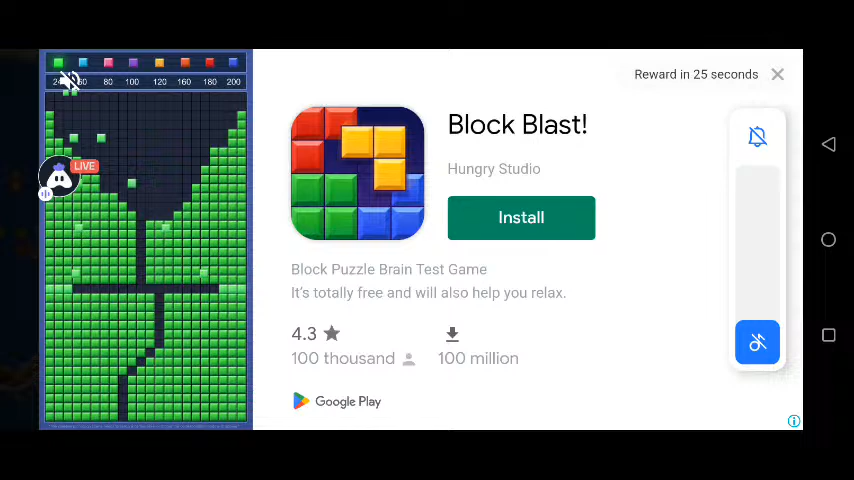 80
100
120
140
160
180
200
LIVE
Reward in 25 seconds
Block Blast!
Hungry Studio
Install
Block Puzzle Brain Test Game
It's totally free and will also help you relax.
4.3
100 thousand
100 million
Google Play